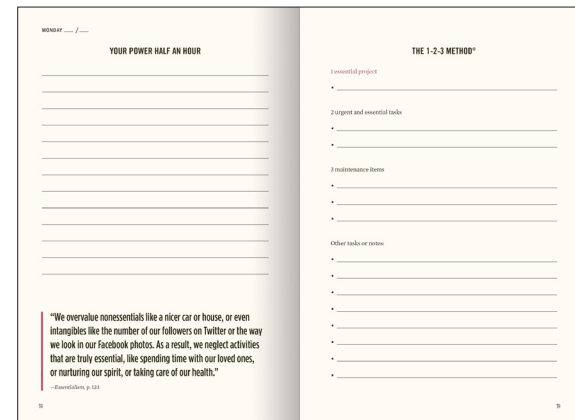 MONDAY ___ / ___
YOUR POWER HALF AN HOUR
"We overvalue nonessentials like a nicer car or house, or even
intangibles like the number of our followers on Twitter or the way
we look in our Facebook photos. As a result, we neglect activities
that are truly essential, like spending time with our loved ones,
or nurturing our spirit, or taking care of our health."
—Essentialism, p. 123
THE 1-2-3 METHOD®
1 essential project
2 urgent and essential tasks
3 maintenance items
Other tasks or notes: